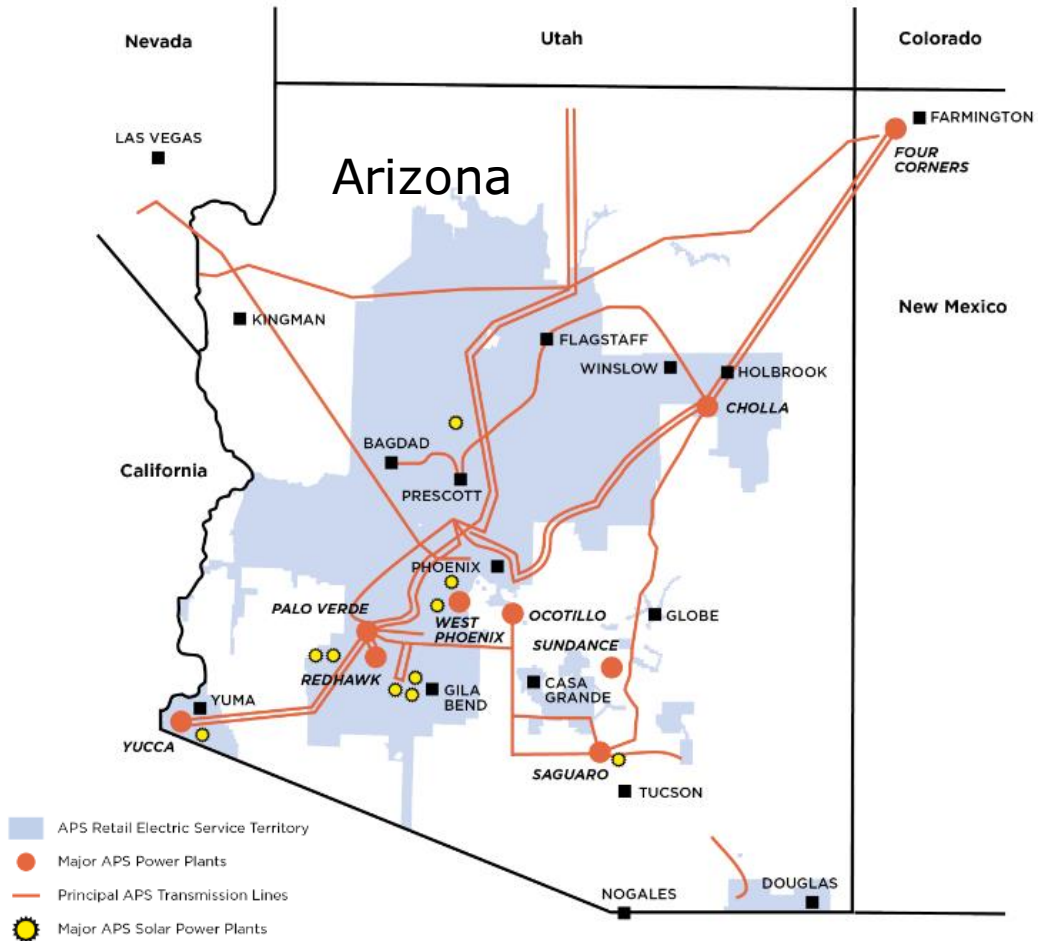 Nevada
Utah
Colorado
LAS VEGAS
FARMINGTON
FOUR
CORNERS
Arizona
New Mexico
KINGMAN
FLAGSTAFF
WINSLOW
HOLBROOK
CHOLLA
BAGDAD
California
PRESCOTT
PHOENIX
PALO VERDE
WEST
PHOENIX
OCOTILLO
GLOBE
SUNDANCE
REDHAWK
GILA
BEND
CASA
GRANDE
YUMA
YUCCA
SAGUARO
TUCSON
NOGALES
DOUGLAS
APS Retail Electric Service Territory
Major APS Power Plants
Principal APS Transmission Lines
Major APS Solar Power Plants